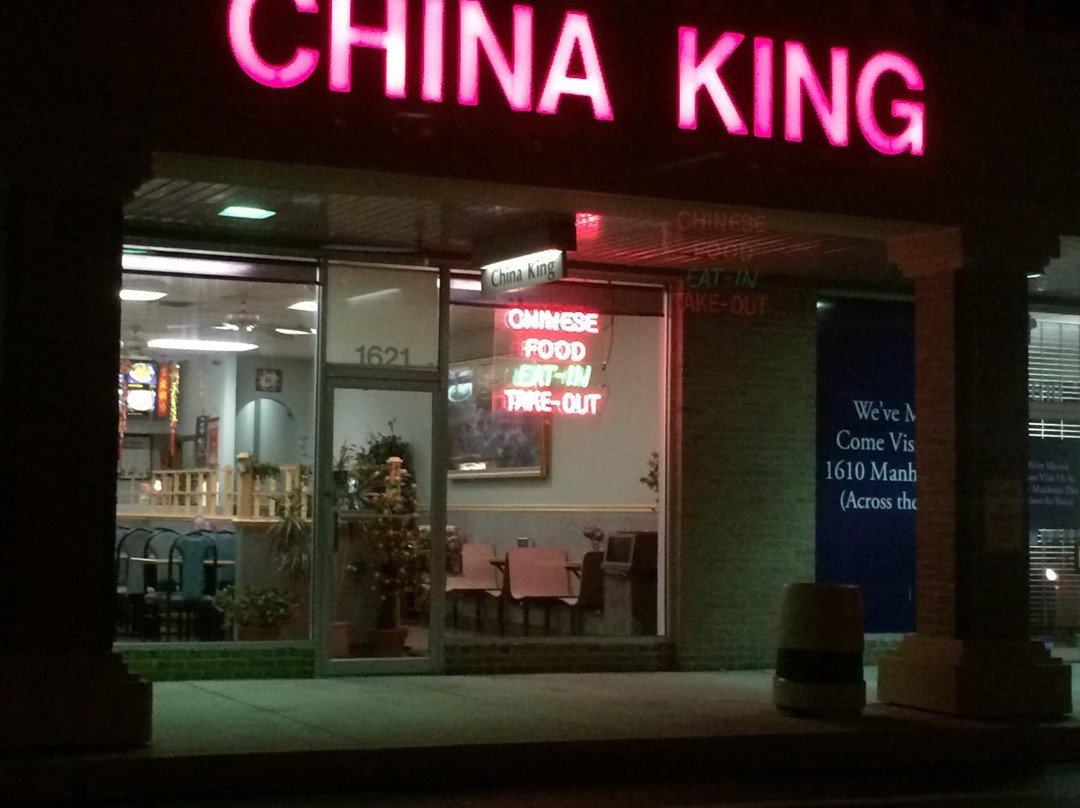 CHINA KING
CHINESE
FOOD
EAT-IN
TAKE-OUT
China King
CHINESE
FOOD
EAT-IN
TAKE-OUT
1621
We've M
Come Vis
1610 Manh
(Across the